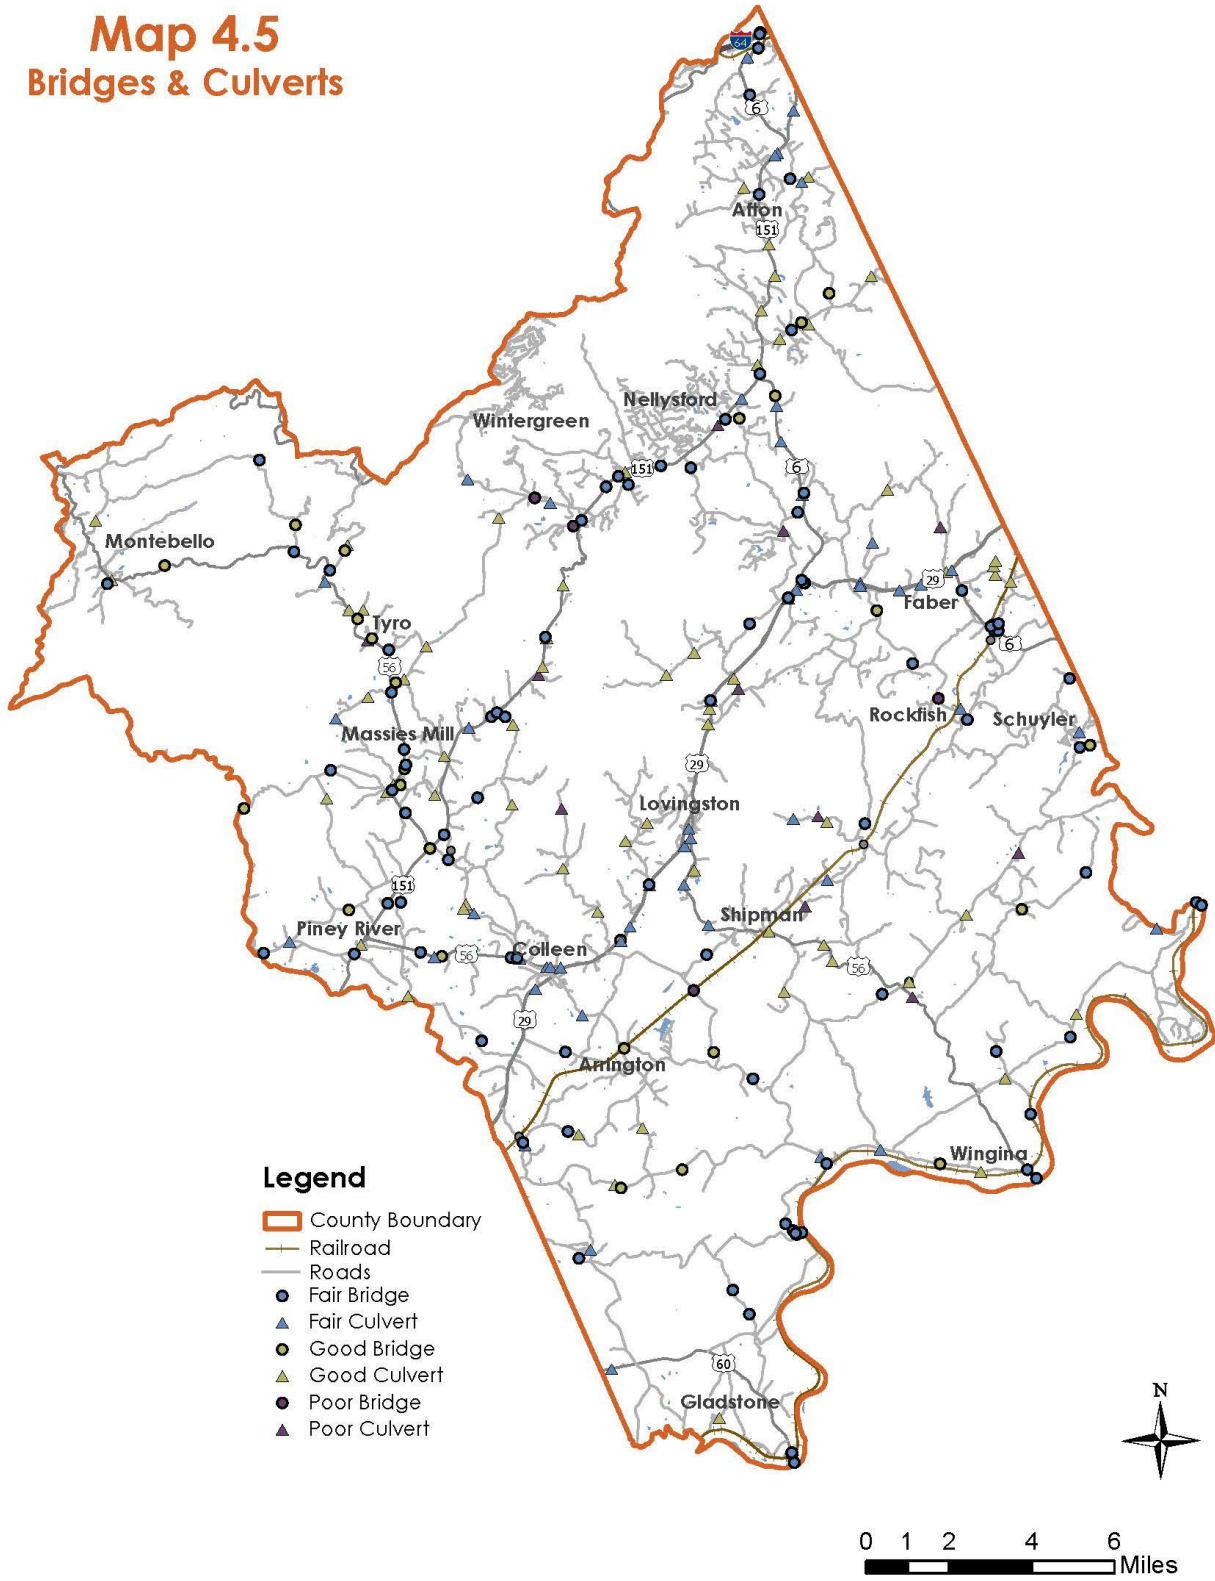 Map 4.5
Bridges & Culverts
64
6
Afton
151
Nellysford
Wintergreen
151
6
Montebello
29
Faber
Tyro
6
56
Rockfish
Schuyler
Massies Mill
29
Lovingston
151
Shipman
Piney River
56
Colleen
56
29
Arrington
Wingina
Legend
County Boundary
Railroad
Roads
Fair Bridge
Fair Culvert
Good Bridge
Good Culvert
Poor Bridge
Poor Culvert
60
Gladstone
N
0 1 2 4 6
Miles